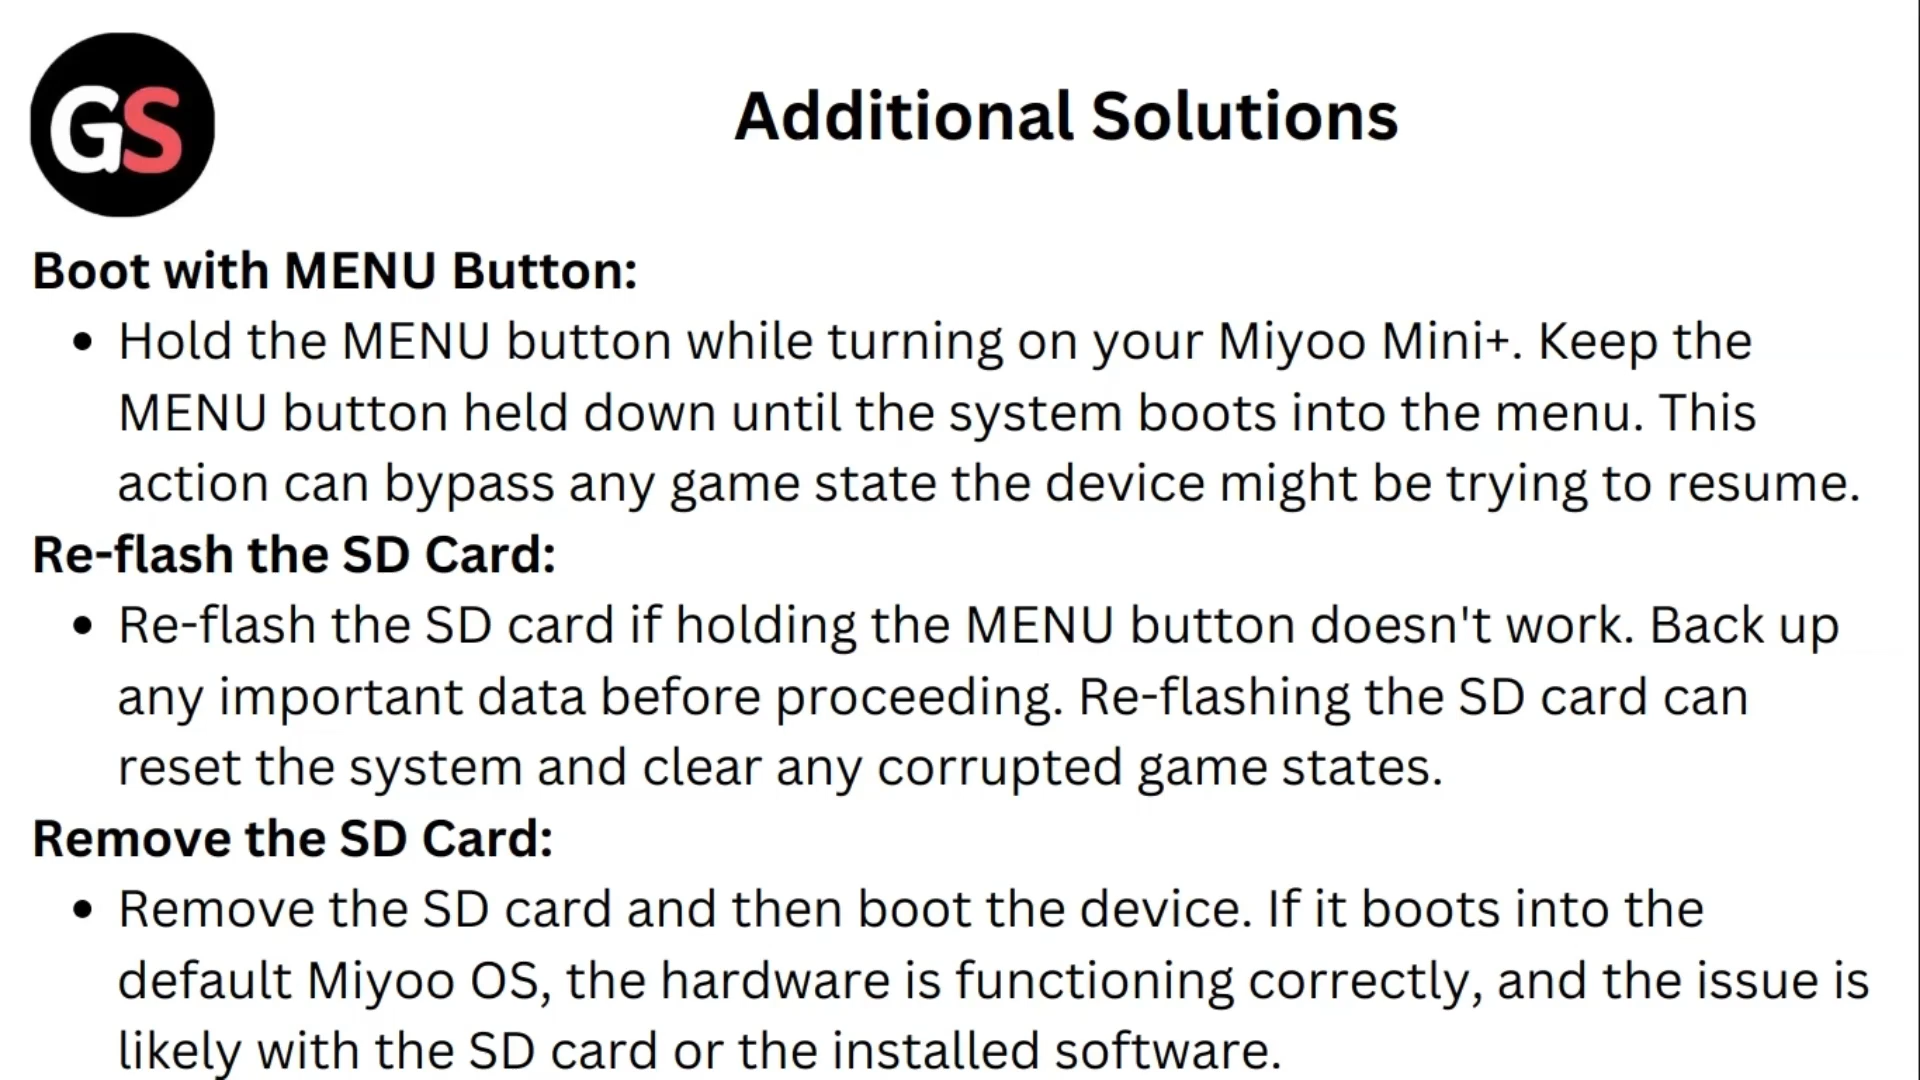 GS
Additional Solutions
Boot with MENU Button:
• Hold the MENU button while turning on your Miyoo Mini+. Keep the
MENU button held down until the system boots into the menu. This
action can bypass any game state the device might be trying to resume.
Re-flash the SD Card:
• Re-flash the SD card if holding the MENU button doesn't work. Back up
any important data before proceeding. Re-flashing the SD card can
reset the system and clear any corrupted game states.
Remove the SD Card:
• Remove the SD card and then boot the device. If it boots into the
default Miyoo OS, the hardware is functioning correctly, and the issue is
likely with the SD card or the installed software.